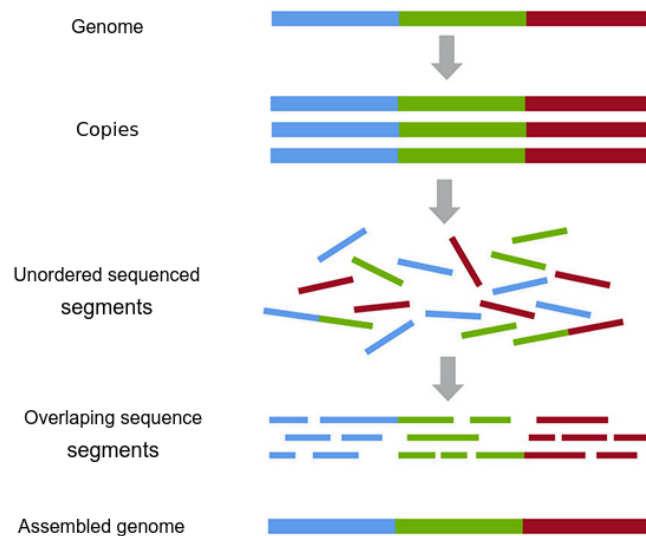 Genome
Copies
Unordered sequenced
segments
Overlaping sequence
segments
Assembled genome